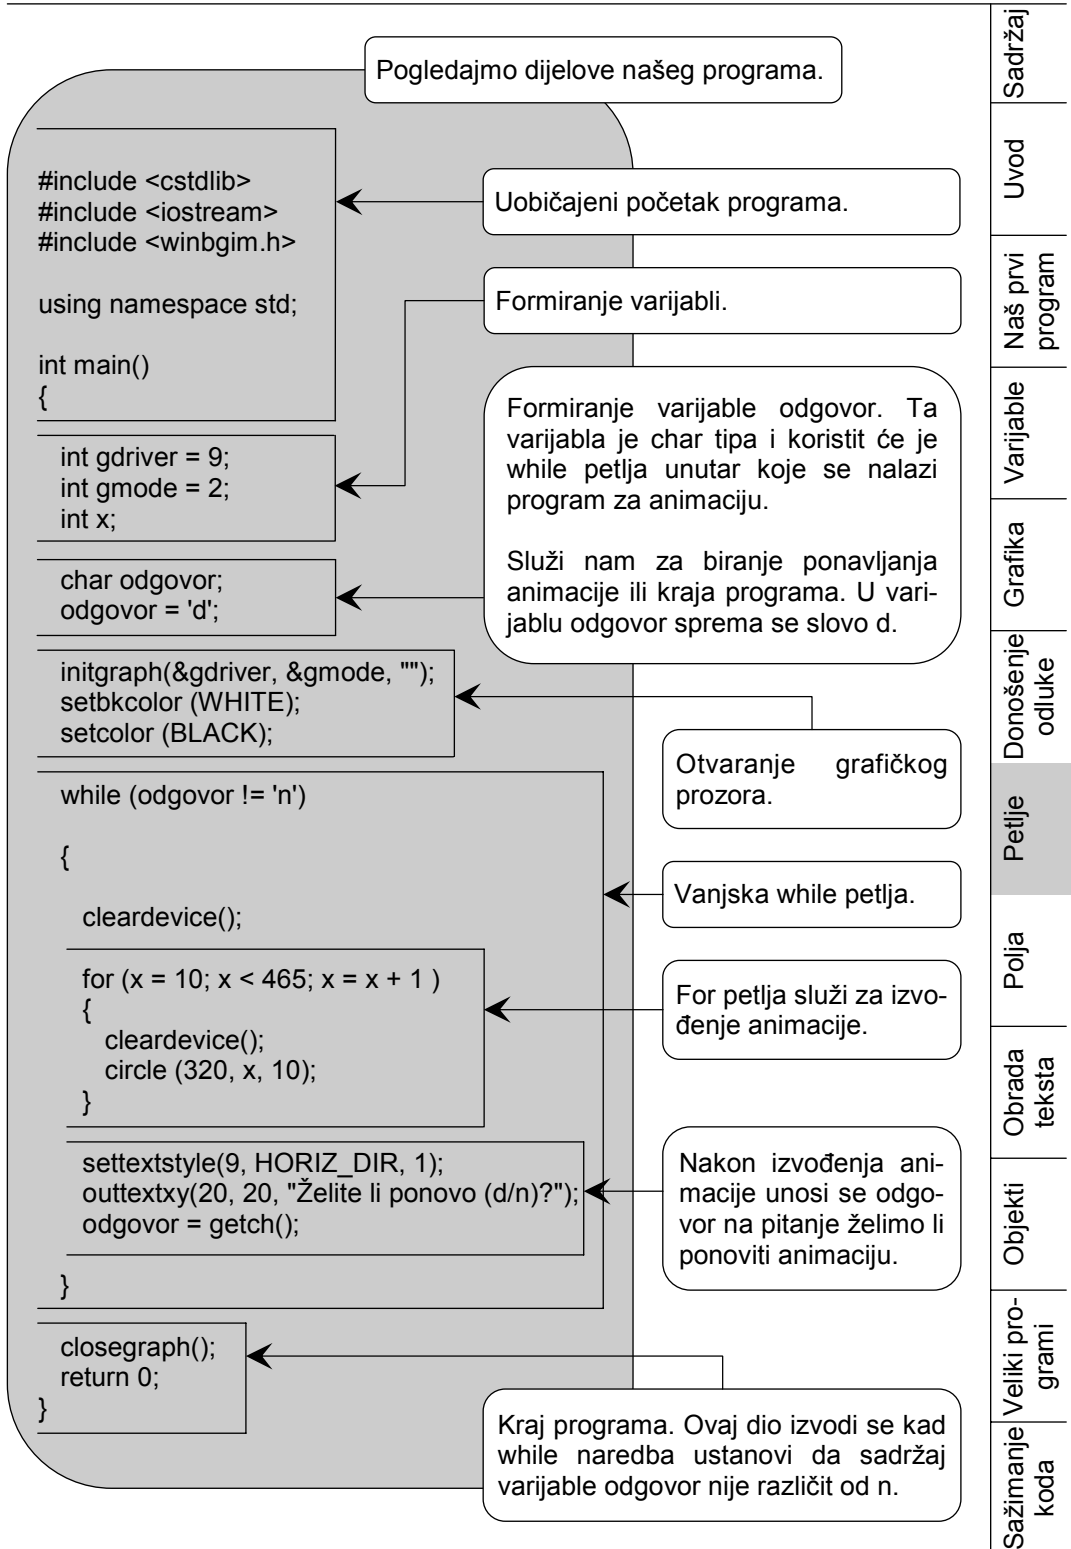 Pogledajmo dijelove našeg programa.
#include <cstdlib>
#include <iostream>
#include <winbgim.h>
using namespace std;
int main()
{
Uobičajeni početak programa.
int gdriver = 9;
int gmode = 2;
int x;
Formiranje varijabli.
char odgovor;
odgovor = 'd';
Formiranje varijable odgovor. Ta
varijabla je char tipa i koristit će je
while petlja unutar koje se nalazi
program za animaciju.
Služi nam za biranje ponavljanja
animacije ili kraja programa. U vari-
jablu odgovor sprema se slovo d.
initgraph(&gdriver, &gmode, "");
setbkcolor (WHITE);
setcolor (BLACK);
Otvaranje grafičkog
prozora.
while (odgovor != 'n')
{
cleardevice();
Vanjska while petlja.
for (x = 10; x < 465; x = x + 1 )
{
cleardevice();
circle (320, x, 10);
}
For petlja služi za izvo-
đenje animacije.
settextstyle(9, HORIZ_DIR, 1);
outtextxy(20, 20, "Želite li ponovo (d/n)?");
odgovor = getch();
Nakon izvođenja ani-
macije unosi se odgo-
vor na pitanje želimo li
ponoviti animaciju.
}
closegraph();
return 0;
}
Kraj programa. Ovaj dio izvodi se kad
while naredba ustanovi da sadržaj
varijable odgovor nije različit od n.
Sadržaj
Uvod
Naš prvi
program
Varijable
Grafika
Donošenje
odluke
Petlje
Polja
Obrada
teksta
Objekti
Veliki pro-
grami
Sažimanje
koda